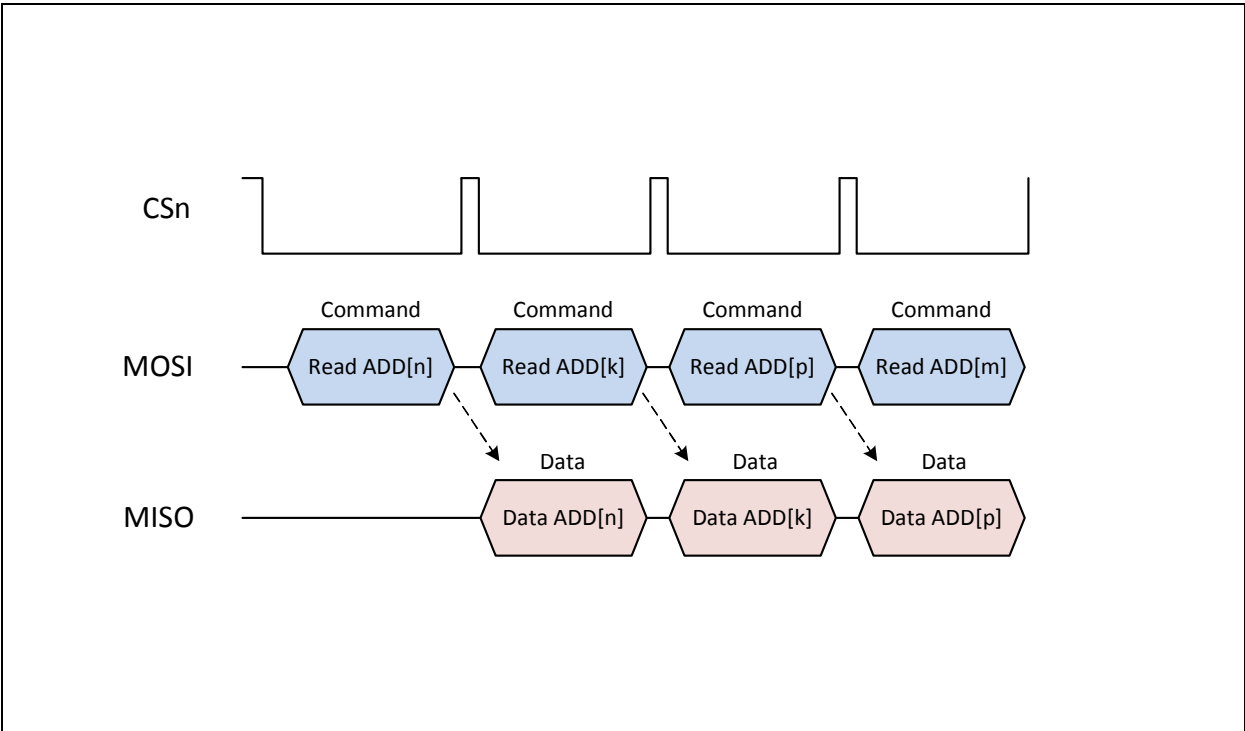 CSn
Command Command Command Command
MOSI Read ADD[n] Read ADD[k] Read ADD[p] Read ADD[m]
Data Data Data
MISO Data ADD[n] Data ADD[k] Data ADD[p]